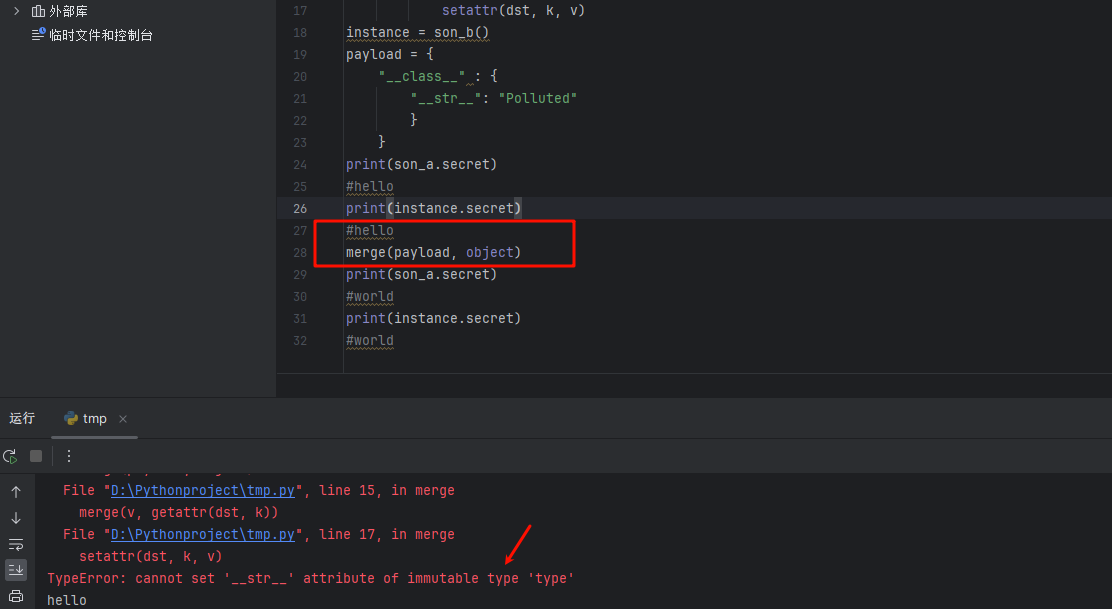 外部库
临时文件和控制台
17 setattr(dst, k, v)
18 instance = son_b()
19 payload = {
20 "__class__" : {
21 "__str__": "Polluted"
22 }
23 }
24 print(son_a.secret)
25 #hello
26 print(instance.secret)
27 #hello
28 merge(payload, object)
29 print(son_a.secret)
30 #world
31 print(instance.secret)
32 #world
运行 tmp ×
File "D:\Pythonproject\tmp.py", line 15, in merge
merge(v, getattr(dst, k))
File "D:\Pythonproject\tmp.py", line 17, in merge
setattr(dst, k, v)
TypeError: cannot set '__str__' attribute of immutable type 'type'
hello